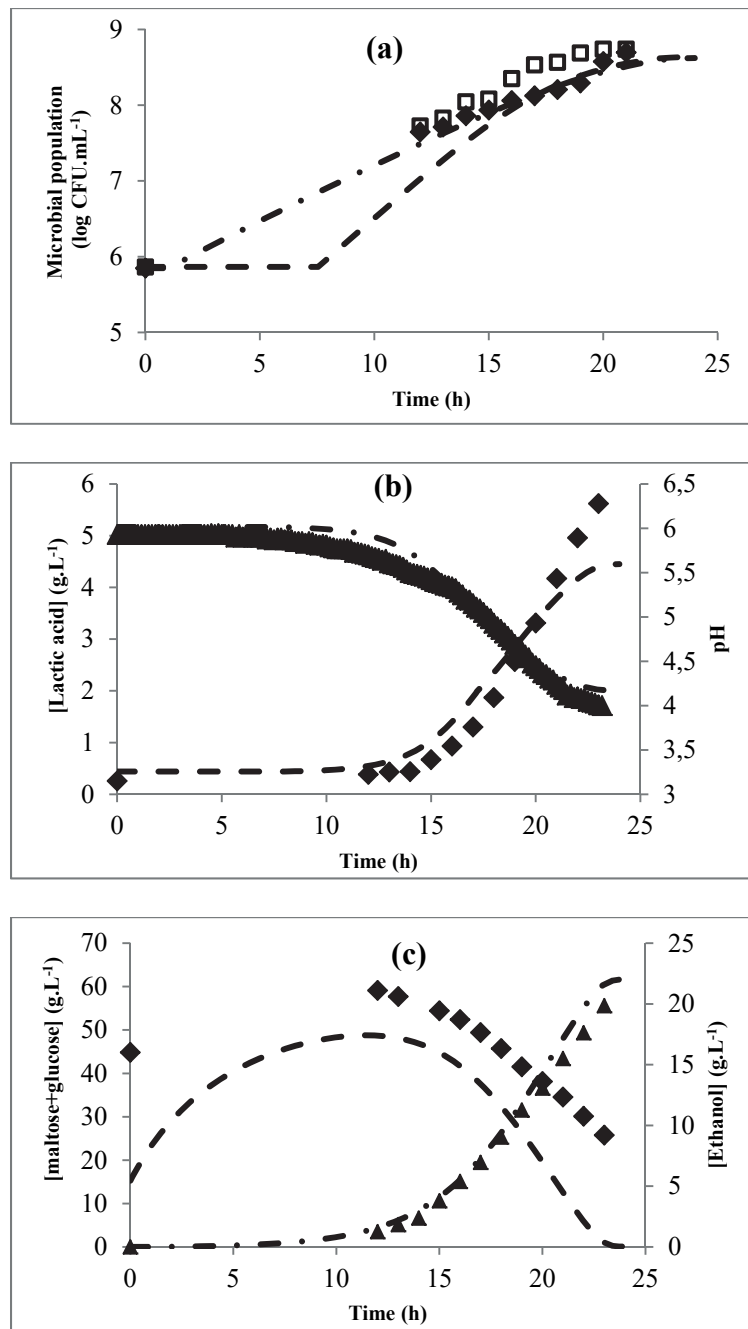 (a)
Microbial population
(log CFU.mL-1)
9
8
7
6
5
0 5 10 15 20 25
Time (h)
(b)
[Lactic acid] (g.L-1)
6
5
4
3
2
1
0
6,5
6
5,5
5
4,5
4
3,5
3
pH
0 5 10 15 20 25
Time (h)
(c)
[maltose+glucose] (g.L-1)
70
60
50
40
30
20
10
0
25
20
15
10
5
0
[Ethanol] (g.L-1)
0 5 10 15 20 25
Time (h)